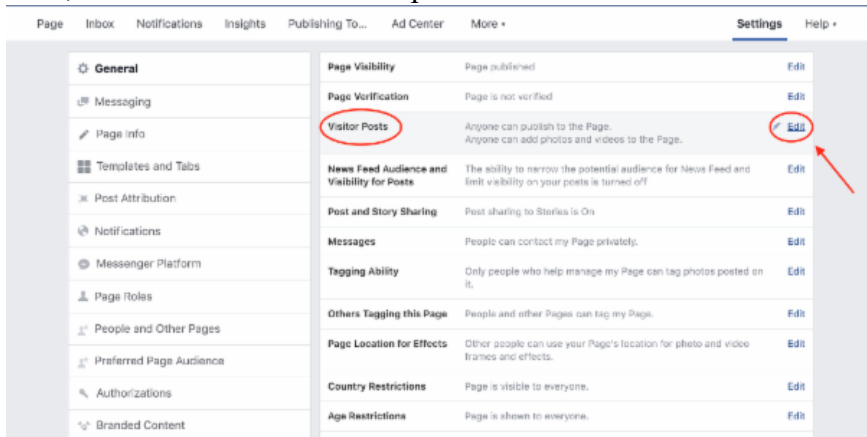 Page Inbox Notifications Insights Publishing To... Ad Center More Settings Help
General
Messaging
Page Info
Templates and Tabs
Post Attribution
Notifications
Messenger Platform
Page Roles
People and Other Pages
Preferred Page Audience
Authorizations
Branded Content
Page Visibility Page published Edit
Page Verification Page is not verified Edit
Visitor Posts Anyone can publish to the Page. Edit
Anyone can add photos and videos to the Page.
News Feed Audience and The ability to narrow the potential audience for News Feed and Edit
Visibility for Posts limit visibility on your posts is turned off
Post and Story Sharing Post sharing to Stories is On Edit
Messages People can contact my Page privately. Edit
Tagging Ability Only people who help manage my Page can tag photos posted on Edit
it.
Others Tagging this Page People and other Pages can tag my Page. Edit
Page Location for Effects Other people can use your Page's location for photo and video Edit
frames and effects.
Country Restrictions Page is visible to everyone. Edit
Age Restrictions Page is shown to everyone. Edit